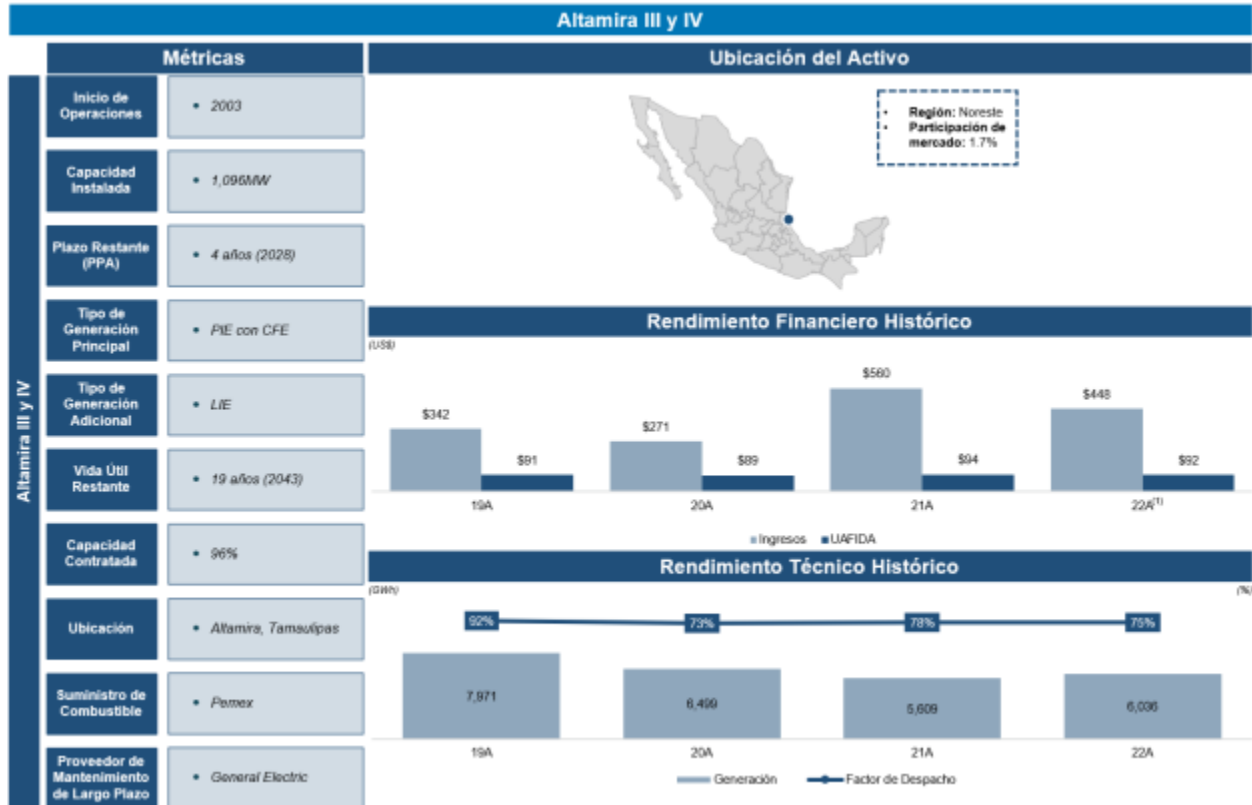 Altamira III y IV
Métricas
Altamira III y IV
Inicio de
Operaciones
• 2003
Capacidad
Instalada
• 1,096MW
Plazo Restante
(PPA)
• 4 años (2028)
Tipo de
Generación
Principal
• PIE con CFE
Tipo de
Generación
Adicional
• LIE
Vida Útil
Restante
• 19 años (2043)
Capacidad
Contratada
• 96%
Ubicación
• Altamira, Tamaulipas
Suministro de
Combustible
• Pemex
Proveedor de
Mantenimiento
de Largo Plazo
• General Electric
Ubicación del Activo
• Región: Noreste
• Participación de
mercado: 1.7%
Rendimiento Financiero Histórico
(US$)
$342 $91 $271 $89 $560 $94 $448 $92
19A 20A 21A 22A(1)
Ingresos UAFIDA
Rendimiento Técnico Histórico
(GWh) (%)
92% 73% 78% 75%
7,971 6,499 5,609 6,036
19A 20A 21A 22A
Generación Factor de Despacho